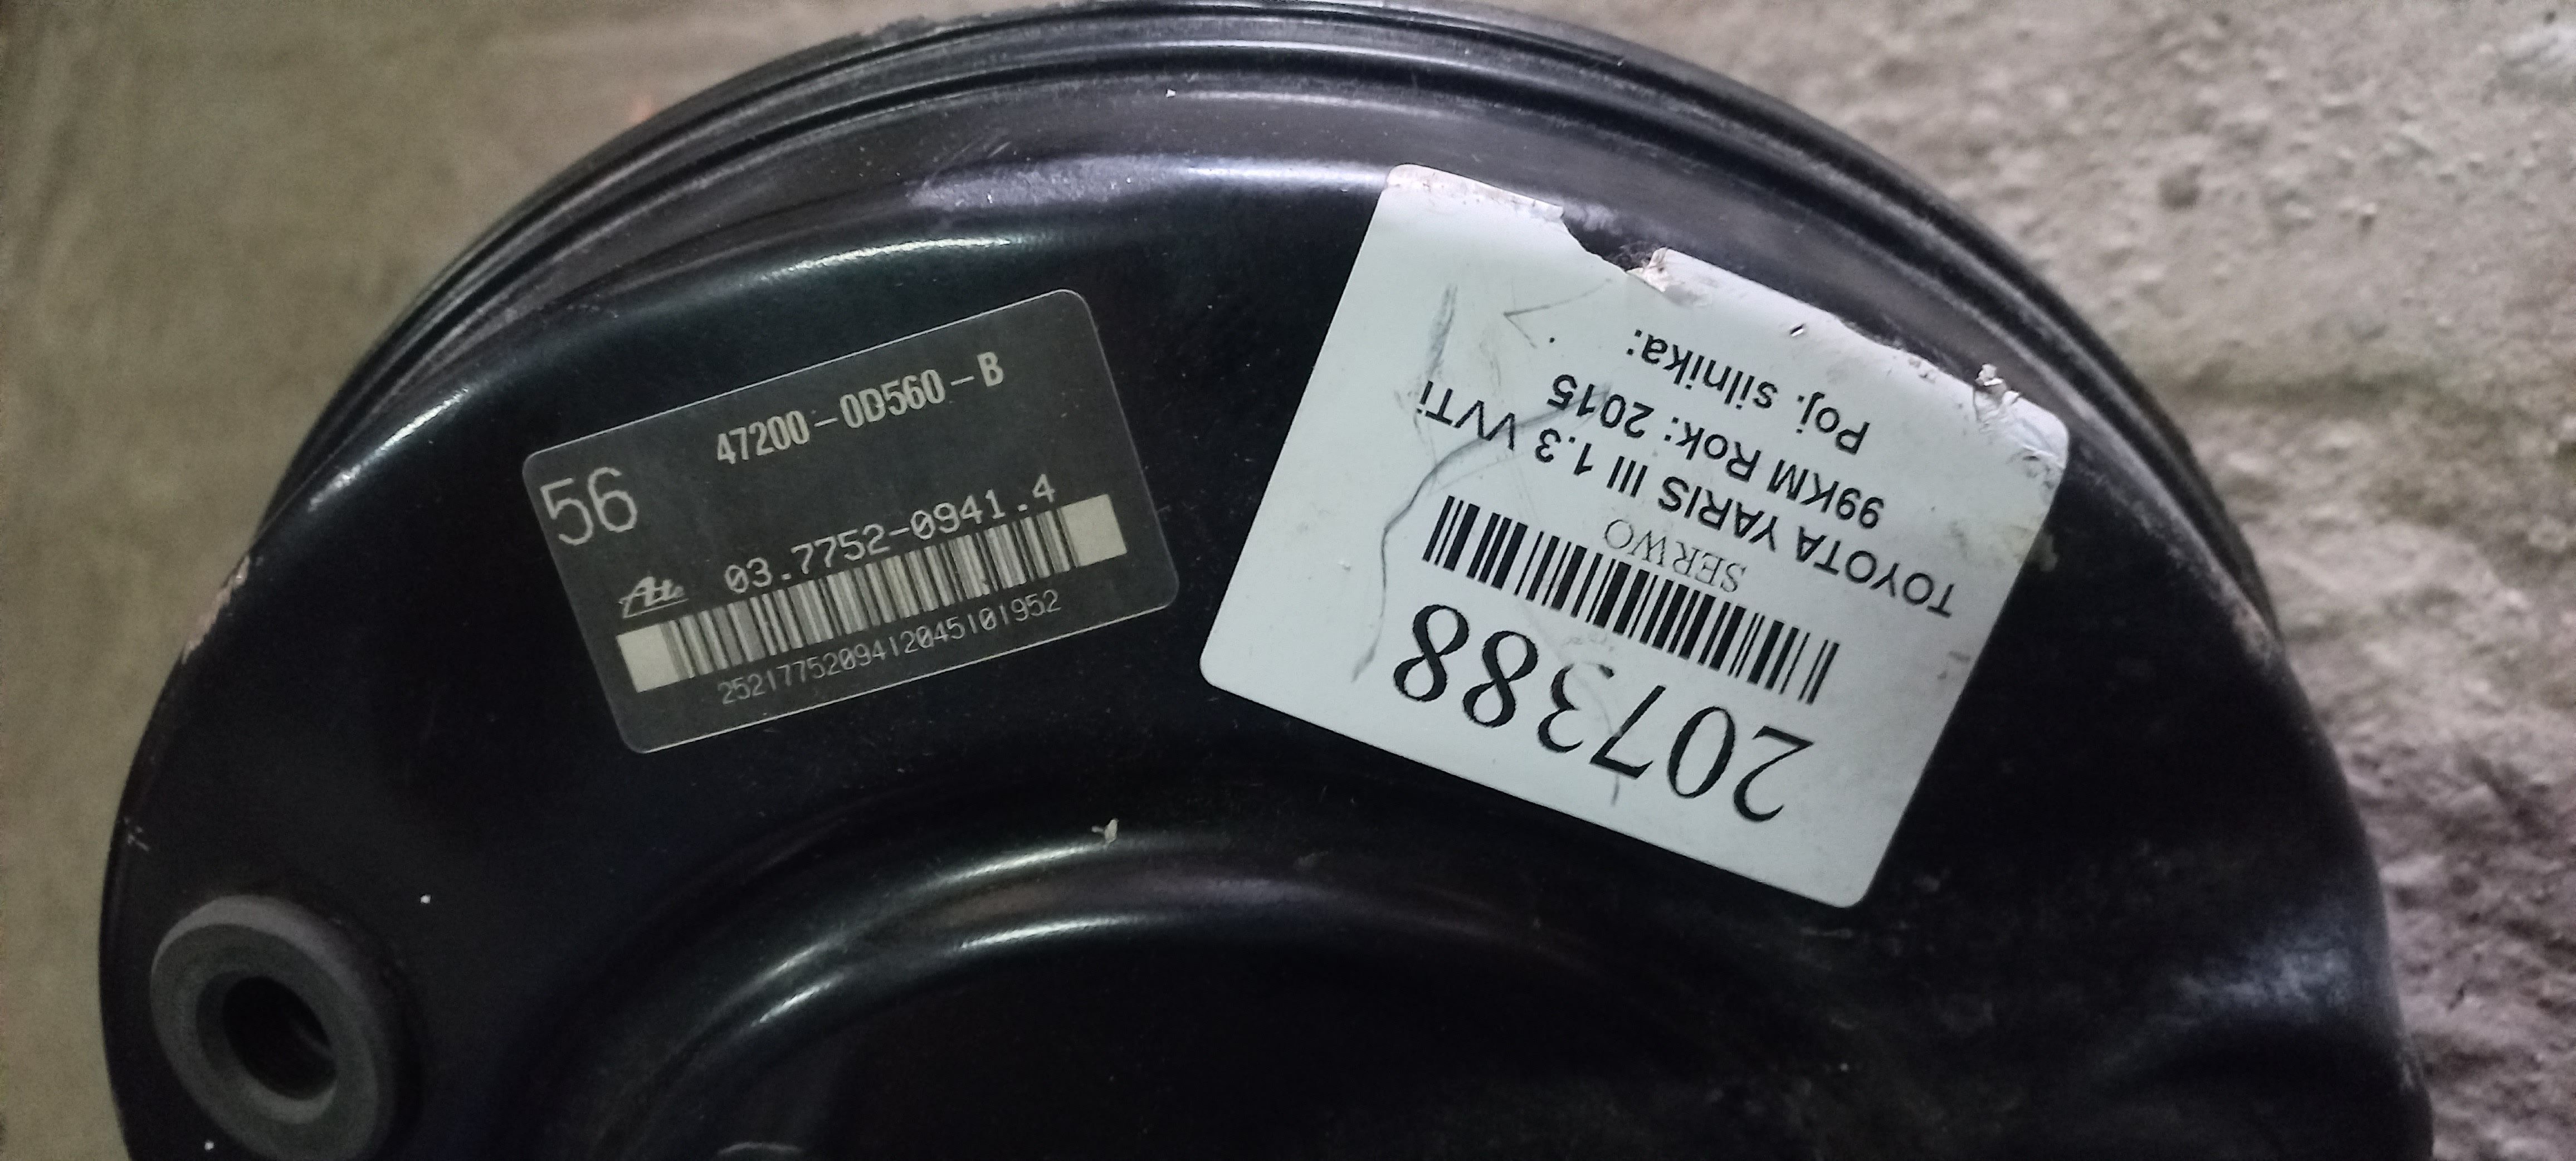 47200-0D560-B
56
Ate 03.7752-0941.4
2521775209412045101952
207388
SERWO
TOYOTA YARIS III 1.3 VVTi
99KM Rok: 2015
Poj. silnika: